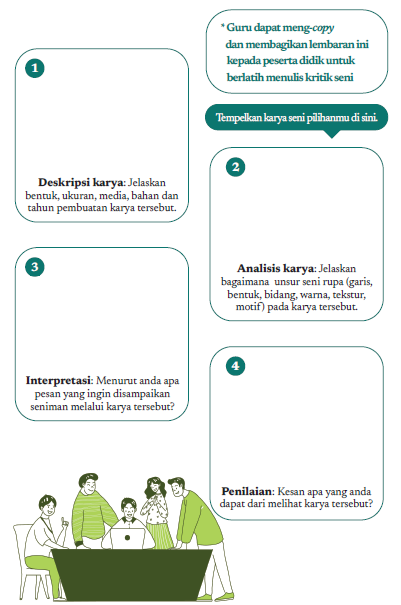 * Guru dapat meng-copy
dan membagikan lembaran ini
kepada peserta didik untuk
berlatih menulis kritik seni
Tempelkan karya seni pilihanmu di sini.
1
Deskripsi karya: Jelaskan
bentuk, ukuran, media, bahan dan
tahun pembuatan karya tersebut.
2
Analisis karya: Jelaskan
bagaimana unsur seni rupa (garis,
bentuk, bidang, warna, tekstur,
motif) pada karya tersebut.
3
Interpretasi: Menurut anda apa
pesan yang ingin disampaikan
seniman melalui karya tersebut?
4
Penilaian: Kesan apa yang anda
dapat dari melihat karya tersebut?